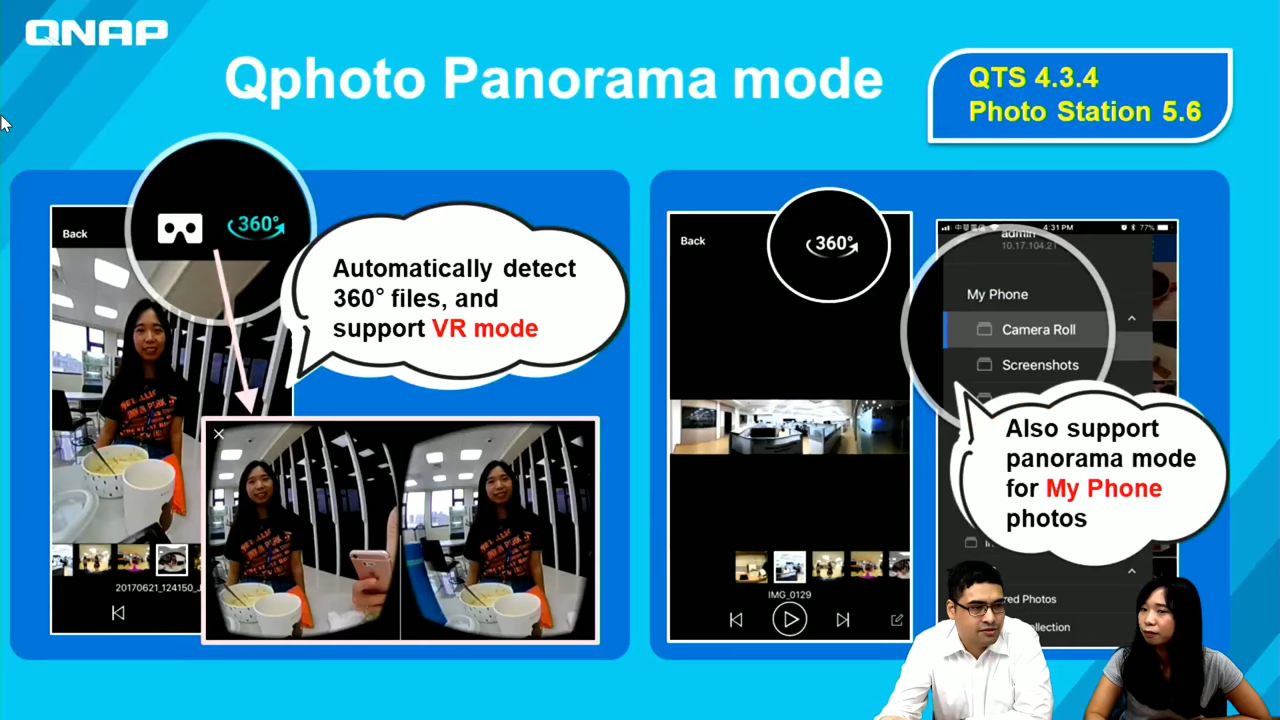 QNAP
Qphoto Panorama mode
QTS 4.3.4
Photo Station 5.6
Back
360°
Automatically detect
360° files, and
support VR mode
20170621_124150_
Back
360°
IMG_0129
4:31 PM
77%
admin
10.17.104.21
My Phone
Camera Roll
Screenshots
Also support
panorama mode
for My Phone
photos
red Photos
ollection